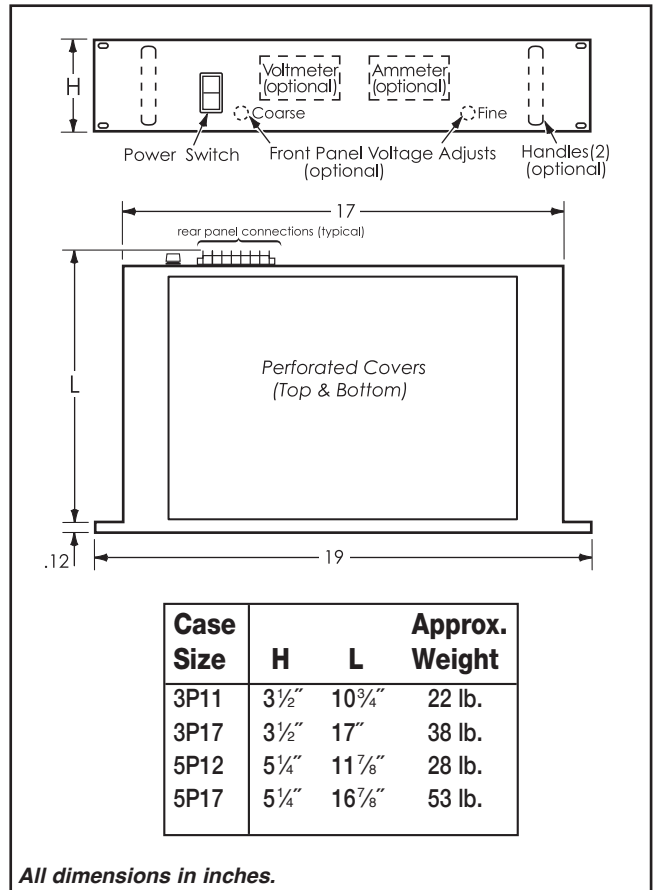 H
Voltmeter
(optional)
Ammeter
(optional)
Coarse
Fine
Power Switch
Front Panel Voltage Adjusts
(optional)
Handles(2)
(optional)
17
rear panel connections (typical)
L
Perforated Covers
(Top & Bottom)
.12
19
Case Size H L Approx. Weight
3P11 3½″ 10¾″ 22 lb.
3P17 3½″ 17″ 38 lb.
5P12 5¼″ 11⅞″ 28 lb.
5P17 5¼″ 16⅞″ 53 lb.
All dimensions in inches.